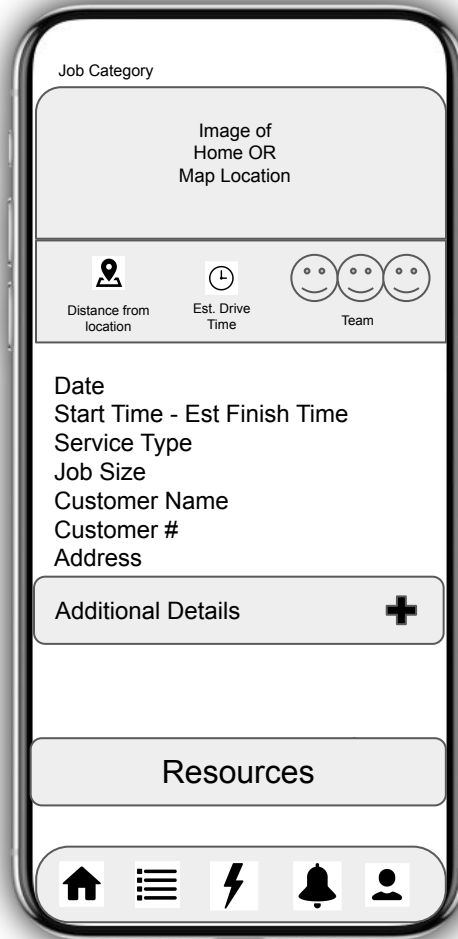 Job Category
Image of
Home OR
Map Location
Distance from
location
Est. Drive
Time
Team
Date
Start Time - Est Finish Time
Service Type
Job Size
Customer Name
Customer #
Address
Additional Details
Resources